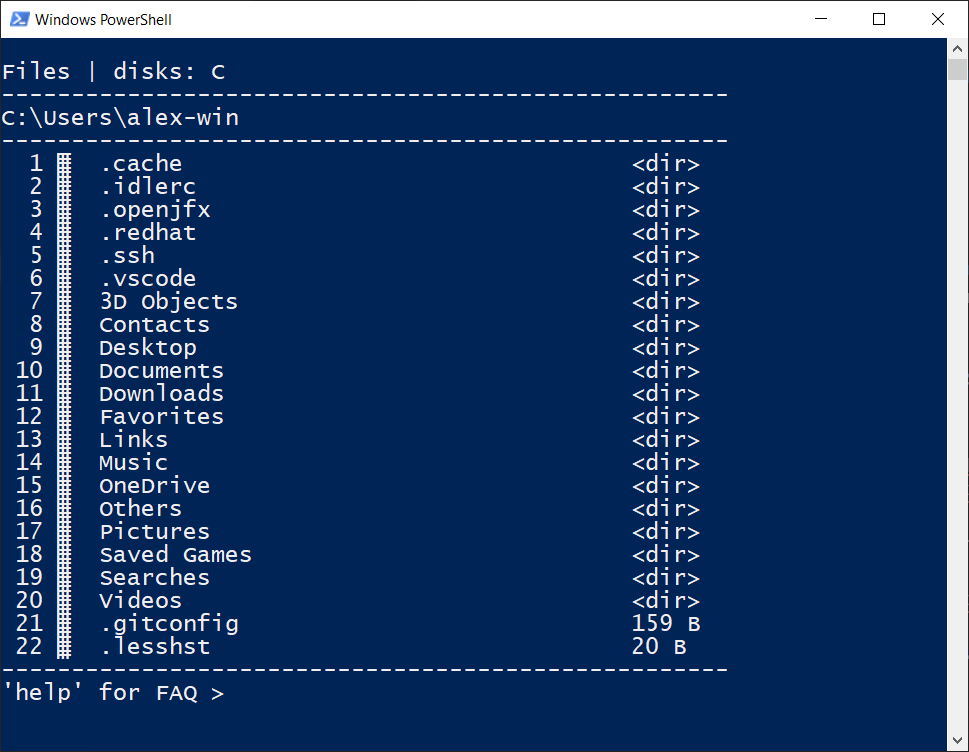 Windows PowerShell
Files | disks: C
----------------------------------------------------
C:\Users\alex-win
----------------------------------------------------
1 ▓ .cache <dir>
2 ▓ .idlerc <dir>
3 ▓ .openjfx <dir>
4 ▓ .redhat <dir>
5 ▓ .ssh <dir>
6 ▓ .vscode <dir>
7 ▓ 3D Objects <dir>
8 ▓ Contacts <dir>
9 ▓ Desktop <dir>
10 ▓ Documents <dir>
11 ▓ Downloads <dir>
12 ▓ Favorites <dir>
13 ▓ Links <dir>
14 ▓ Music <dir>
15 ▓ OneDrive <dir>
16 ▓ Others <dir>
17 ▓ Pictures <dir>
18 ▓ Saved Games <dir>
19 ▓ Searches <dir>
20 ▓ Videos <dir>
21 ▓ .gitconfig 159 B
22 ▓ .lesshst 20 B
----------------------------------------------------
'help' for FAQ >